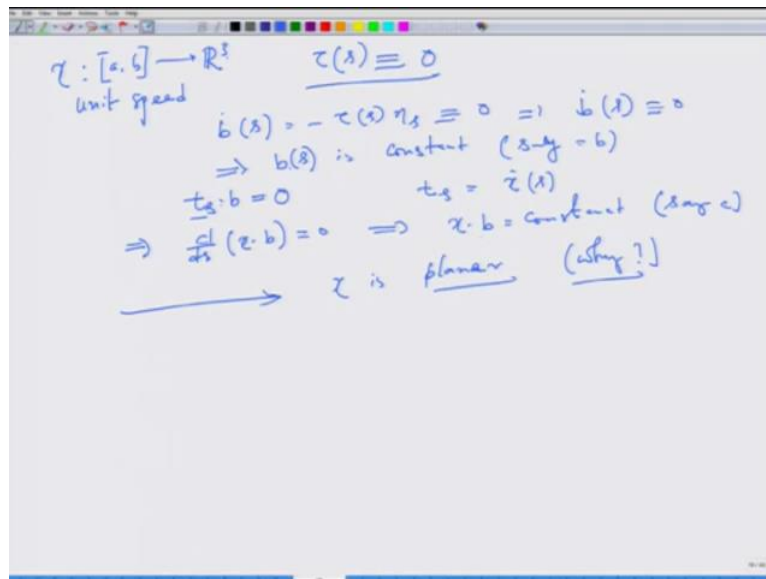 γ : [a, b] → ℝ³ τ(s) ≡ 0
unit speed
ḃ(s) = - τ(s) n_s ≡ 0 => ḃ(s) ≡ 0
=> b(s) is constant (say = b)
t_s · b = 0 t_s = γ̇(s)
=> d/ds (γ · b) = 0 => γ · b = constant (say c)
γ is planar (why?)